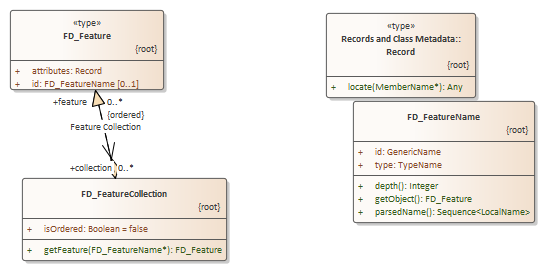 «type»
FD_Feature
{root}
+ attributes: Record
+ id: FD_FeatureName [0..1]
+feature 0..*
{ordered}
Feature Collection
+collection 0..*
FD_FeatureCollection
{root}
+ isOrdered: Boolean = false
+ getFeature(FD_FeatureName*): FD_Feature
«type»
Records and Class Metadata::
Record
{root}
+ locate(MemberName*): Any
FD_FeatureName
{root}
+ id: GenericName
+ type: TypeName
+ depth(): Integer
+ getObject(): FD_Feature
+ parsedName(): Sequence<LocalName>